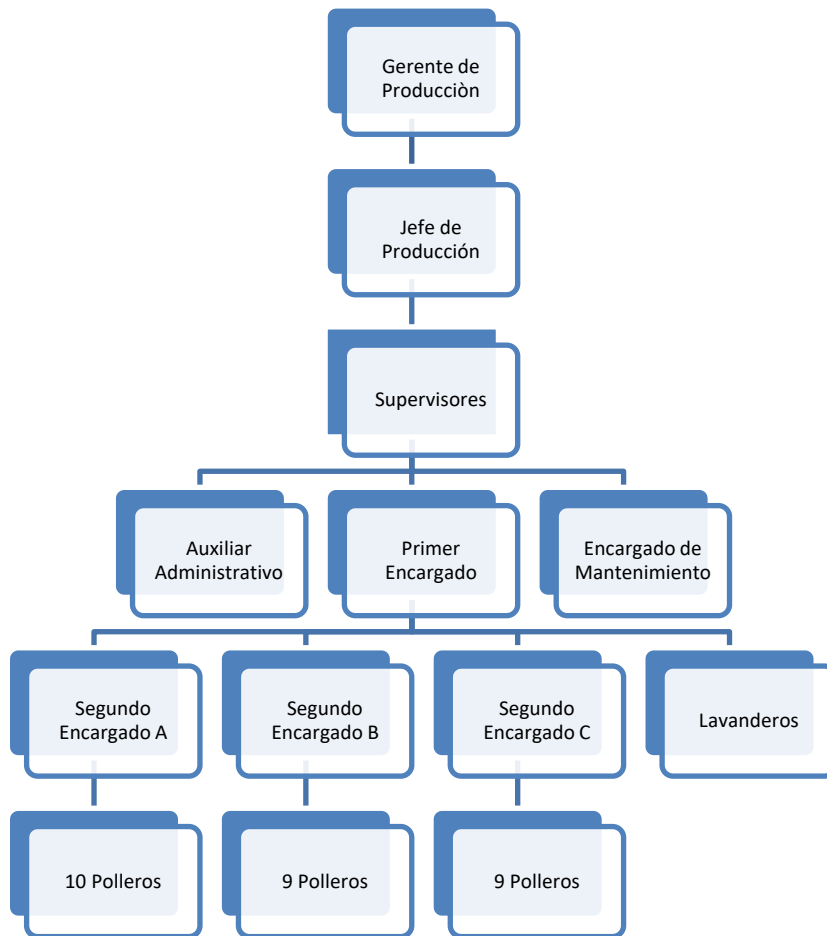 Gerente de
Producciòn
Jefe de
Producción
Supervisores
Auxiliar
Administrativo
Primer
Encargado
Encargado de
Mantenimiento
Segundo
Encargado A
Segundo
Encargado B
Segundo
Encargado C
Lavanderos
10 Polleros
9 Polleros
9 Polleros